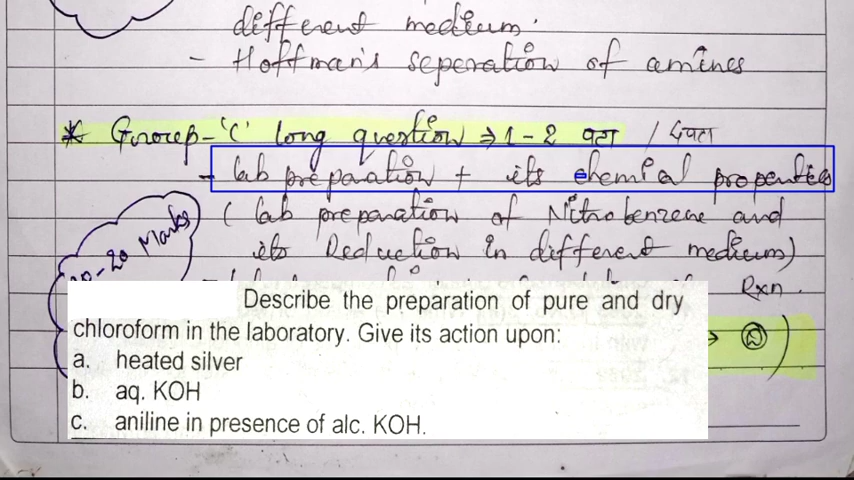 different medium.
- Hoffman's seperation of amines
* Group-'C' long question ⇒ 1-2 वटा / 4वटा
- lab preparation + its chemical properties
( lab preparation of Nitrobenzene and
its Reduction in different medium)
10-20 Marks
Rxn.
Describe the preparation of pure and dry
chloroform in the laboratory. Give its action upon:
a. heated silver
b. aq. KOH
c. aniline in presence of alc. KOH.